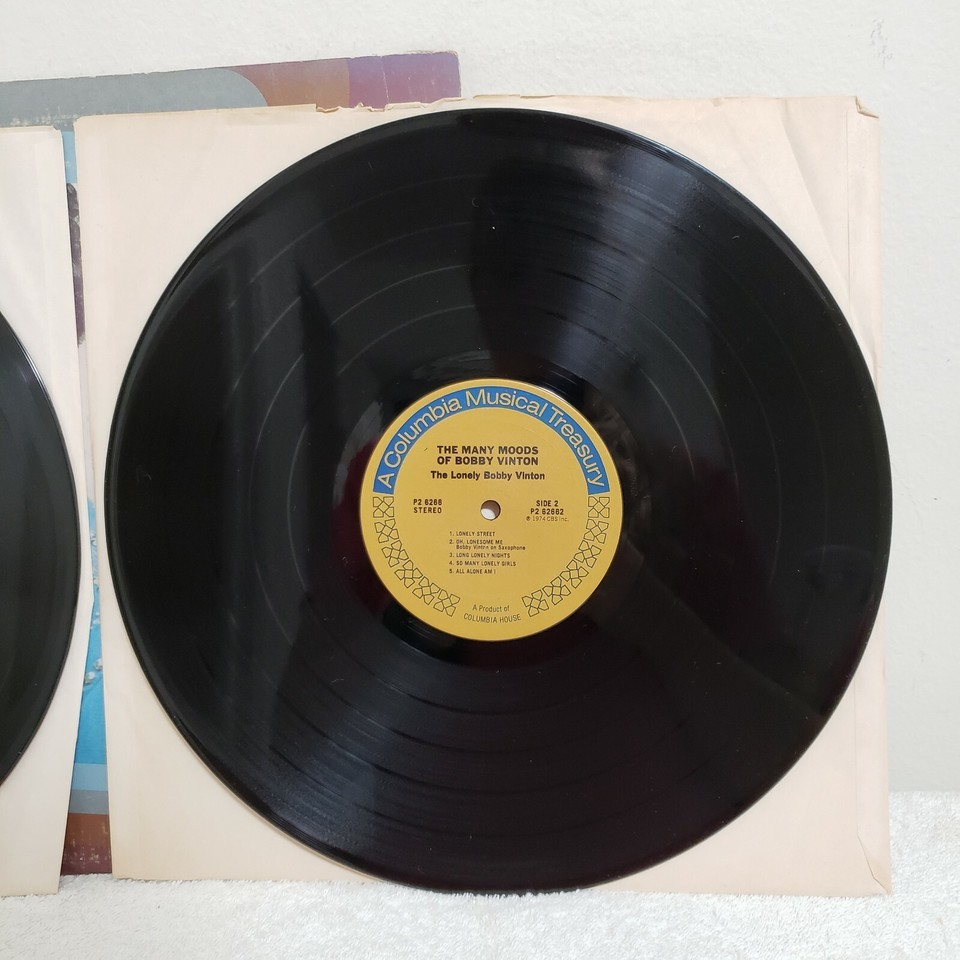 A Columbia Musical Treasury
THE MANY MOODS
OF BOBBY VINTON
The Lonely Bobby Vinton
P2 6266
STEREO
SIDE 2
P2 62662
℗ 1974 CBS Inc.
1. LONELY STREET
2. OH, LONESOME ME
Bobby Vinton on Saxophone
3. LONG LONELY NIGHTS
4. SO MANY LONELY GIRLS
5. ALL ALONE AM I
A Product of
COLUMBIA HOUSE